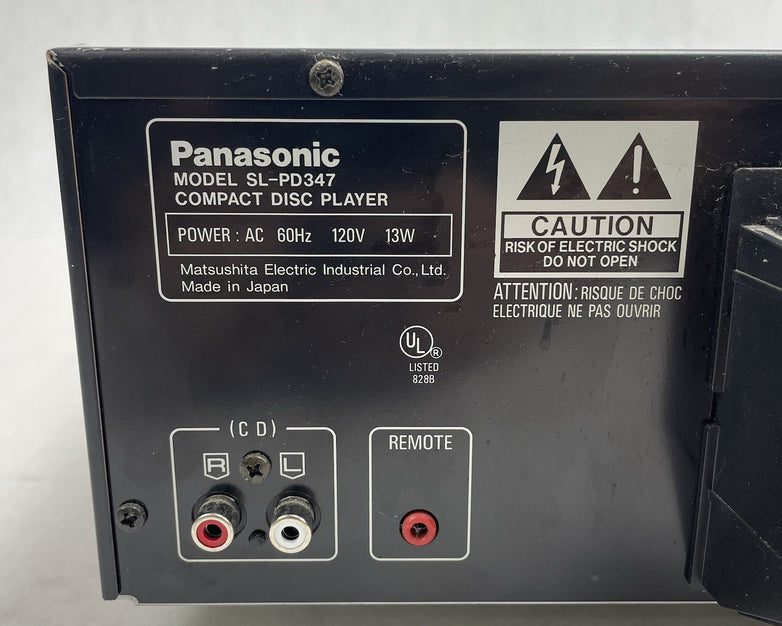 Panasonic
MODEL SL-PD347
COMPACT DISC PLAYER
POWER : AC 60Hz 120V 13W
Matsushita Electric Industrial Co., Ltd.
Made in Japan
CAUTION
RISK OF ELECTRIC SHOCK
DO NOT OPEN
ATTENTION: RISQUE DE CHOC
ELECTRIQUE NE PAS OUVRIR
UL ®
LISTED
828B
(CD)
R L
REMOTE